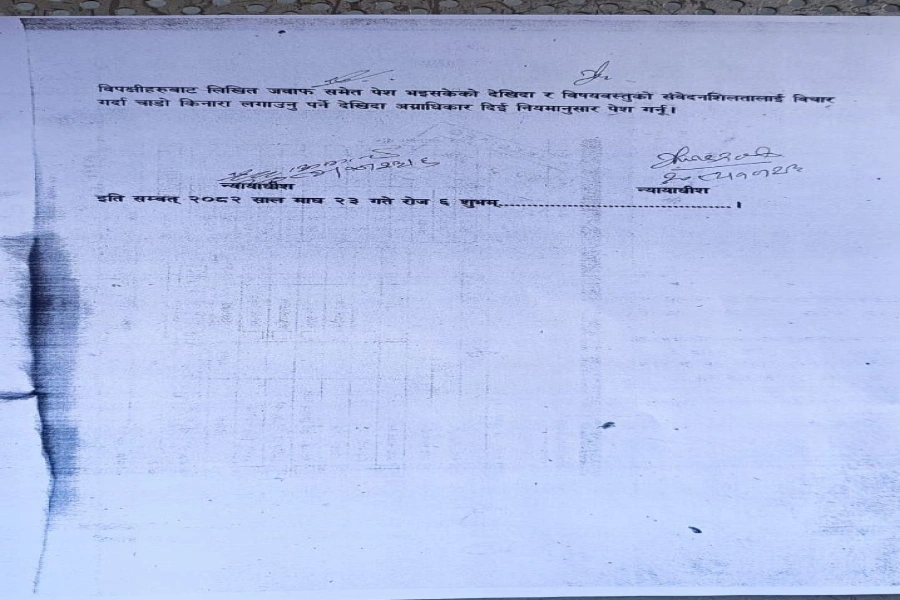 विपक्षीहरुबाट लिखित जवाफ समेत पेश भइसकेको देखिदा र विषयवस्तुको संवेदनशिलतालाई विचार
गर्दा चाडो किनारा लगाउनु पर्ने देखिदा अग्राधिकार दिई नियमानुसार पेश गर्नू।
न्यायाधीश
न्यायाधीश
इति सम्बत् २०८२ साल माघ २३ गते रोज ६ शुभम्...........................................।